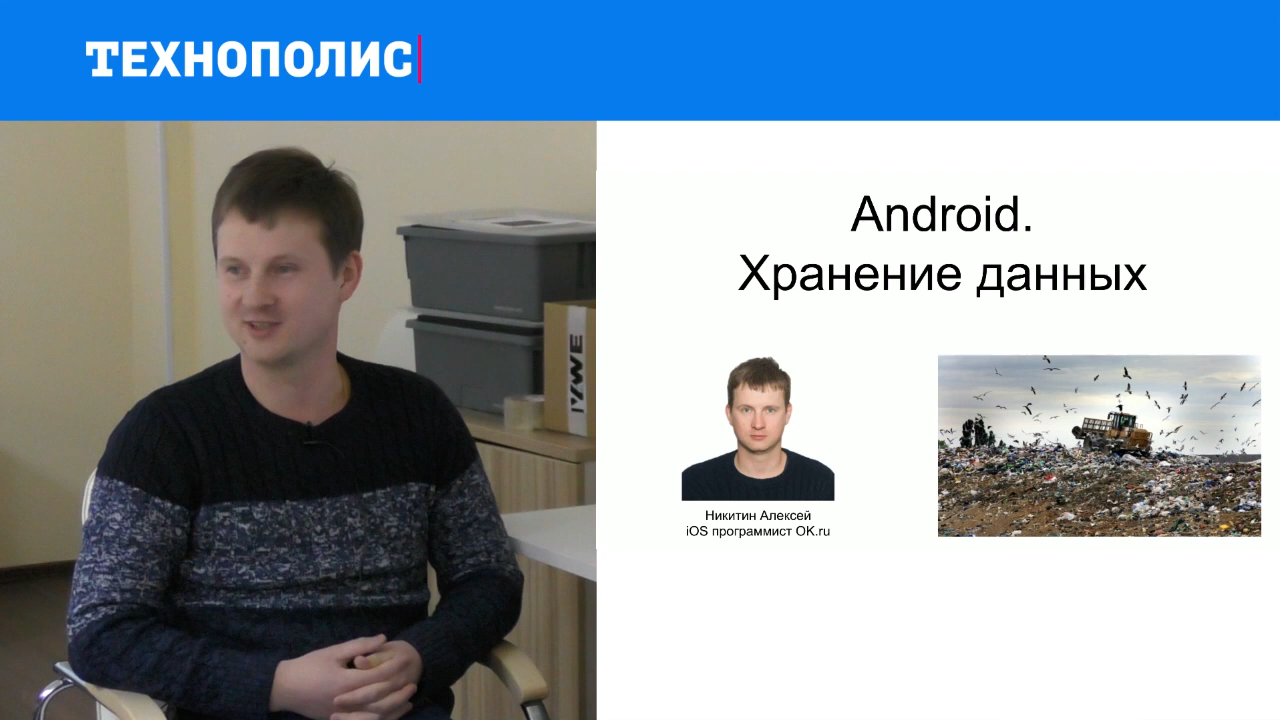 ТЕХНОПОЛИС
Android.
Хранение данных
Никитин Алексей
iOS программист OK.ru